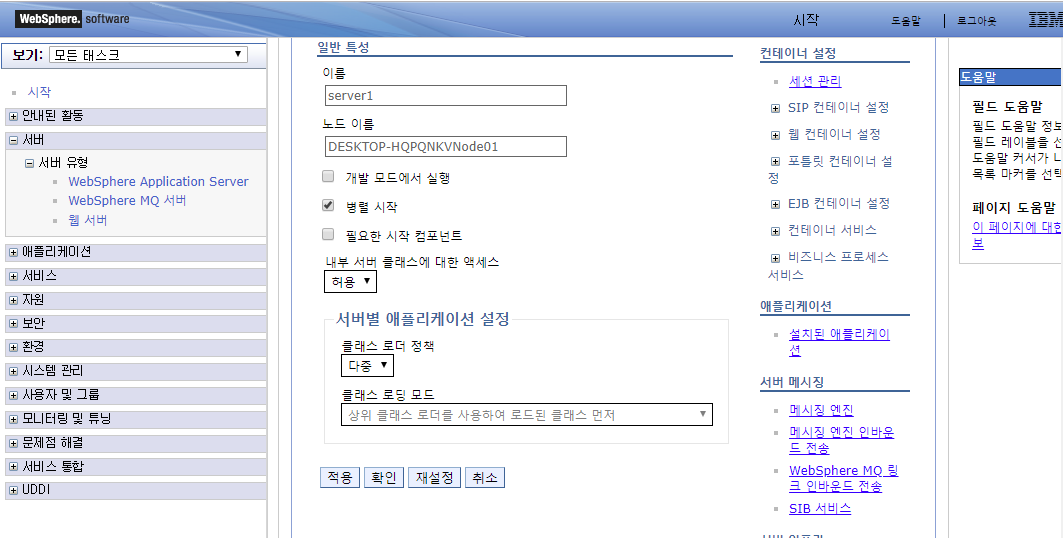 WebSphere. software
시작
도움말
로그아웃
IBM
보기: 모든 태스크
시작
안내된 활동
서버
서버 유형
WebSphere Application Server
WebSphere MQ 서버
웹 서버
애플리케이션
서비스
자원
보안
환경
시스템 관리
사용자 및 그룹
모니터링 및 튜닝
문제점 해결
서비스 통합
UDDI
일반 특성
이름
server1
노드 이름
DESKTOP-HQPQNKVNode01
개발 모드에서 실행
병렬 시작
필요한 시작 컴포넌트
내부 서버 클래스에 대한 액세스
허용
서버별 애플리케이션 설정
클래스 로더 정책
다중
클래스 로딩 모드
상위 클래스 로더를 사용하여 로드된 클래스 먼저
적용
확인
재설정
취소
컨테이너 설정
세션 관리
SIP 컨테이너 설정
웹 컨테이너 설정
포틀릿 컨테이너 설
정
EJB 컨테이너 설정
컨테이너 서비스
비즈니스 프로세스
서비스
애플리케이션
설치된 애플리케이
션
서버 메시징
메시징 엔진
메시징 엔진 인바운
드 전송
WebSphere MQ 링
크 인바운드 전송
SIB 서비스
도움말
필드 도움말
필드 도움말 정보
필드 레이블을 선
도움말 커서가 나
목록 마커를 선택
페이지 도움말
이 페이지에 대한
보